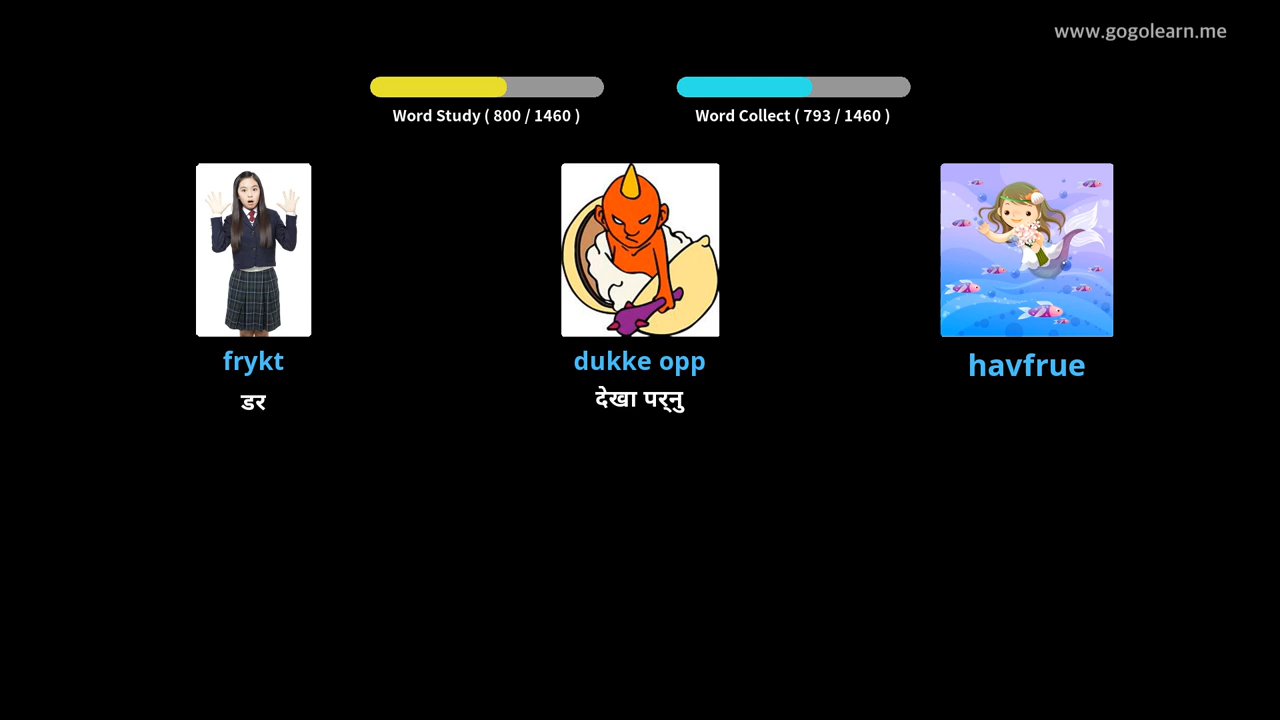 www.gogolearn.me
Word Study ( 800 / 1460 )
Word Collect ( 793 / 1460 )
frykt
dukke opp
havfrue
डर
देखा पर्‌नु